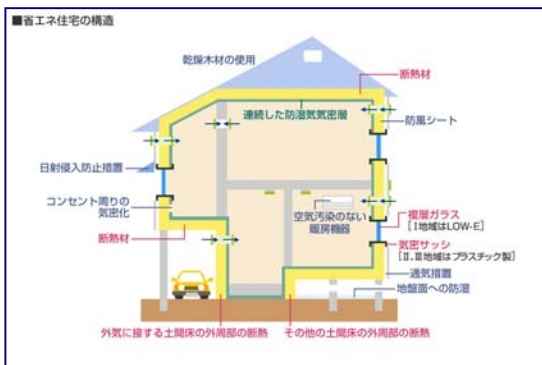 ■省エネ住宅の構造
乾燥木材の使用
断熱材
連続した防湿気密層
防風シート
日射侵入防止措置
コンセント周りの
気密化
断熱材
空気汚染のない
暖房機器
複層ガラス
[Ⅰ地域はLOW-E]
気密サッシ
[Ⅱ、Ⅲ地域はプラスチック製]
通気措置
地盤面への防湿
外気に接する土間床の外周部の断熱
その他の土間床の外周部の断熱